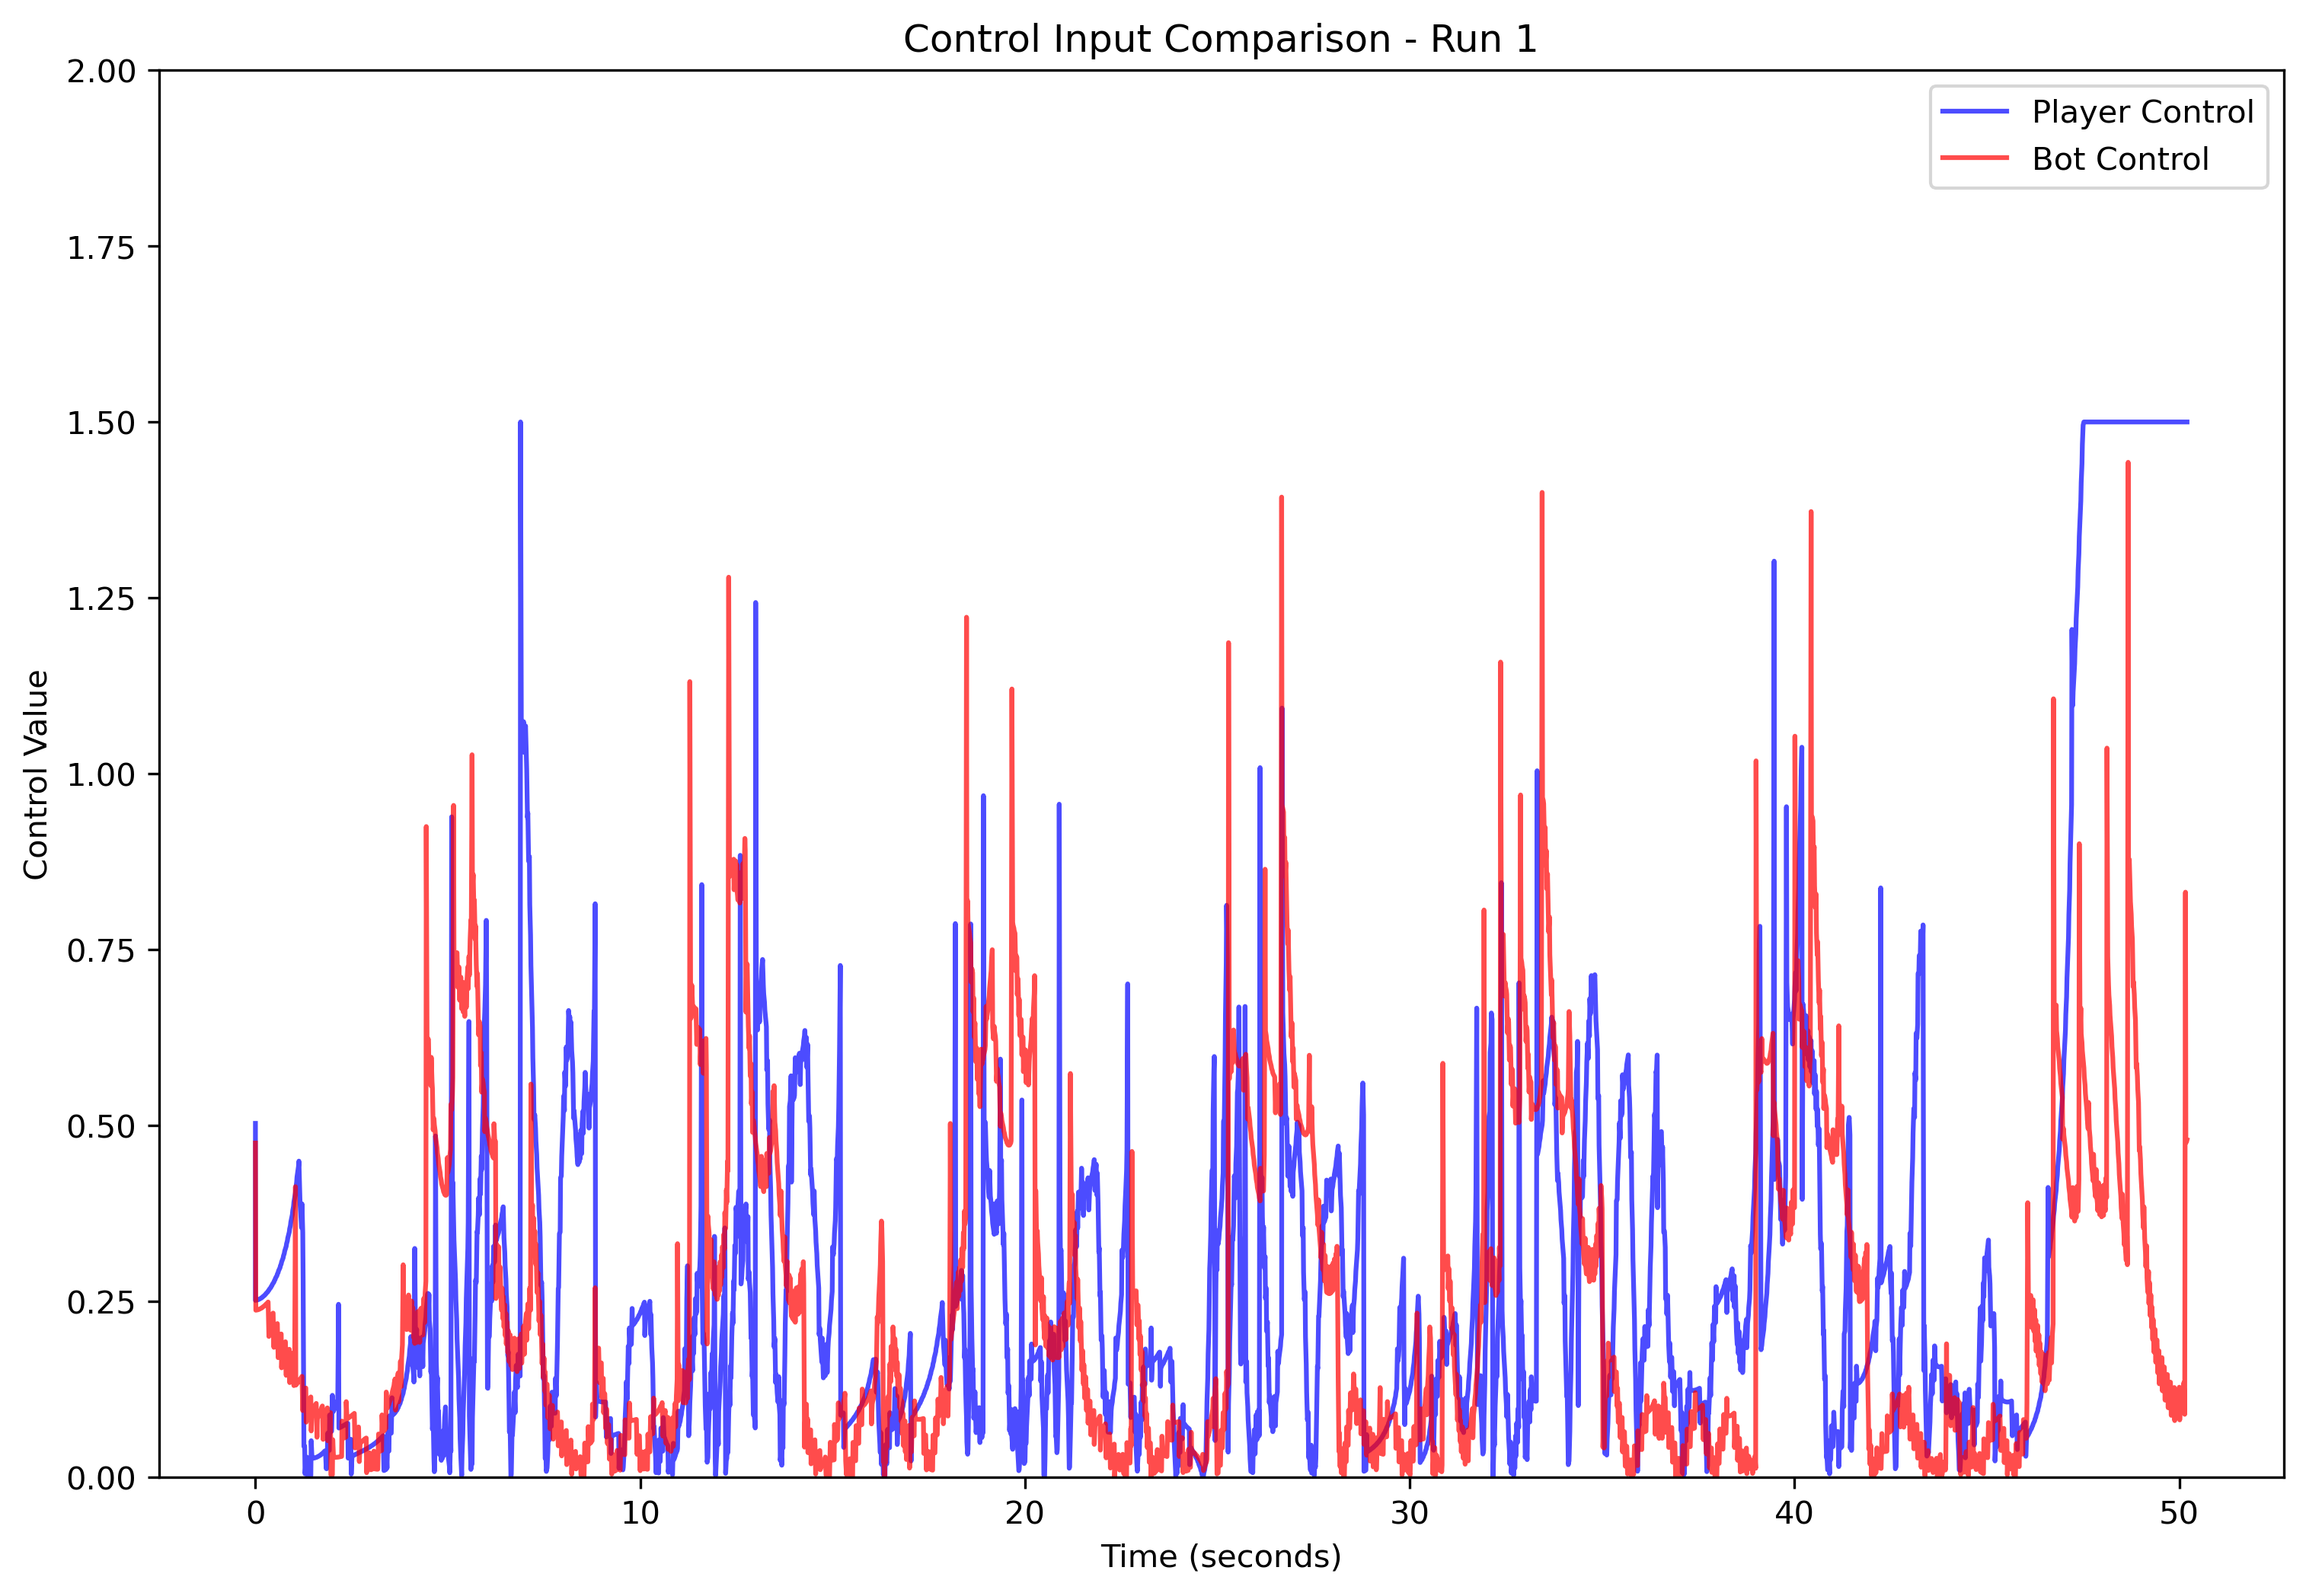 Control Input Comparison - Run 1
Player Control
Bot Control
Control Value
2.00
1.75
1.50
1.25
1.00
0.75
0.50
0.25
0.00
0 10 20 30 40 50
Time (seconds)